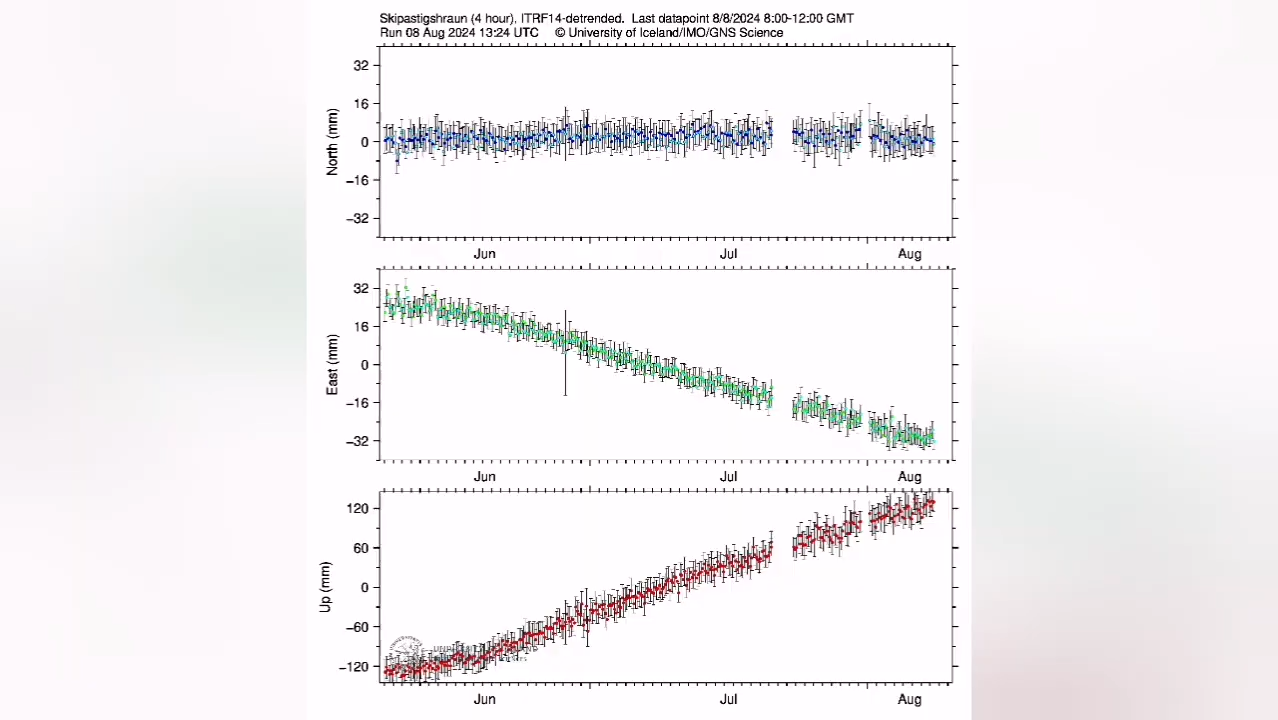 Skipastigshraun (4 hour), ITRF14-detrended. Last datapoint 8/8/2024 8:00-12:00 GMT
Run 08 Aug 2024 13:24 UTC © University of Iceland/IMO/GNS Science
32
16
0
-16
-32
North (mm)
Jun Jul Aug
32
16
0
-16
-32
East (mm)
Jun Jul Aug
120
60
0
-60
-120
Up (mm)
Jun Jul Aug